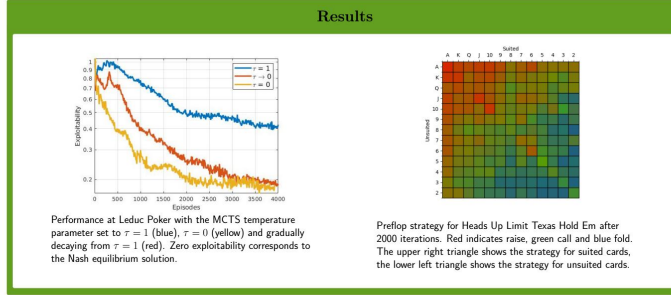 Results
1
0.9
0.8
0.7
0.6
0.5
0.4
0.3
0.2
Exploitability
0 500 1000 1500 2000 2500 3000 3500 4000
Episodes
τ = 1
τ → 0
τ = 0
Performance at Leduc Poker with the MCTS temperature
parameter set to τ = 1 (blue), τ = 0 (yellow) and gradually
decaying from τ = 1 (red). Zero exploitability corresponds to
the Nash equilibrium solution.
Suited
A K Q J 10 9 8 7 6 5 4 3 2
Unsuited
A
K
Q
J
10
9
8
7
6
5
4
3
2
Preflop strategy for Heads Up Limit Texas Hold Em after
2000 iterations. Red indicates raise, green call and blue fold.
The upper right triangle shows the strategy for suited cards,
the lower left triangle shows the strategy for unsuited cards.